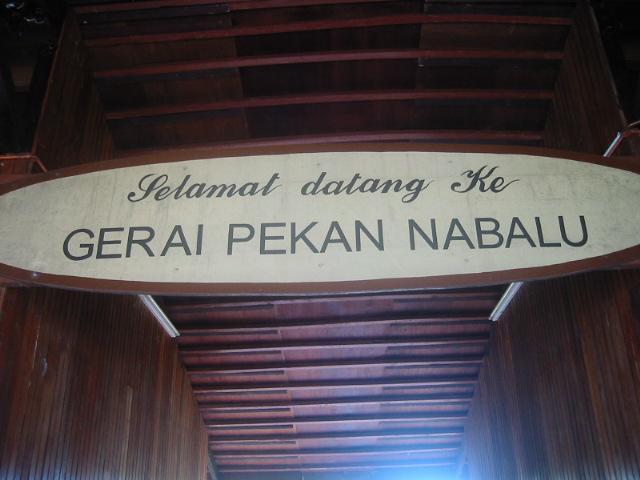 Selamat datang Ke
GERAI PEKAN NABALU